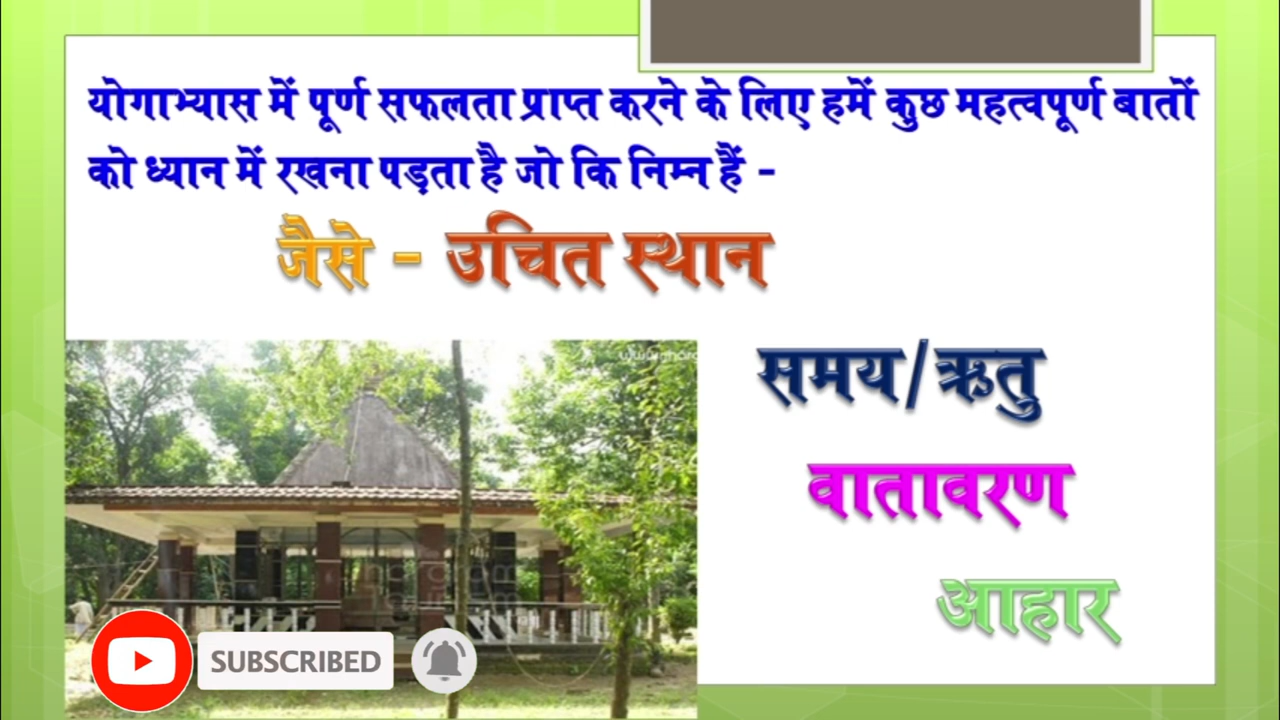 योगाभ्यास में पूर्ण सफलता प्राप्त करने के लिए हमें कुछ महत्वपूर्ण बातों
को ध्यान में रखना पड़ता है जो कि निम्न हैं -
जैसे - उचित स्थान
समय/ऋतु
वातावरण
आहार
SUBSCRIBED